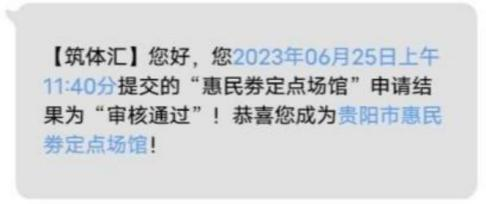 【筑体汇】您好，您2023年06月25日上午
11:40分提交的“惠民券定点场馆”申请结
果为“审核通过”！恭喜您成为贵阳市惠民
券定点场馆!